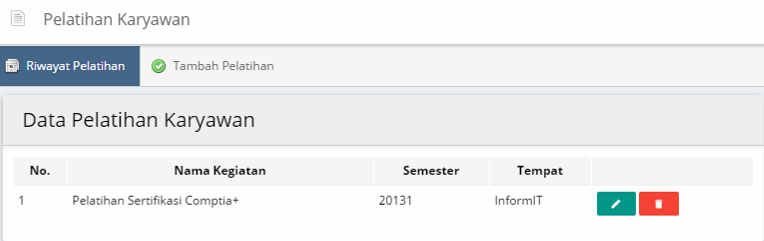 Pelatihan Karyawan
Riwayat Pelatihan Tambah Pelatihan
Data Pelatihan Karyawan
No. Nama Kegiatan Semester Tempat
1 Pelatihan Sertifikasi Comptia+ 20131 InformIT